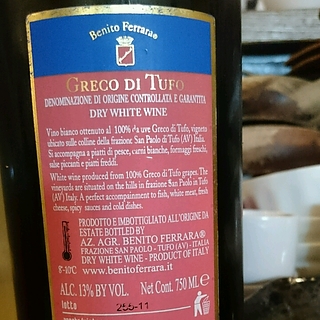 Benito Ferrara®
GRECO DI TUFO
DENOMINAZIONE DI ORIGINE CONTROLLATA E GARANTITA
DRY WHITE WINE
Vino bianco ottenuto al 100% da uve Greco di Tufo, vigneto
ubicato sulle colline della frazione San Paolo di Tufo (AV) Italia.
Si accompagna a piatti di pesce, carni bianche, formaggi freschi,
salse piccanti e piatti freddi.
White wine produced from 100% Greco di Tufo grapes. The
vineyards are situated on the hills in frazione San Paolo in Tufo
(AV) Italy. A perfect accompainment to fish, white meat, fresh
cheese, spicy sauces and cold dishes.
PRODOTTO E IMBOTTIGLIATO ALL'ORIGINE DA
ESTATE BOTTLED BY
AZ. AGR. BENITO FERRARA®
FRAZIONE SAN PAOLO - TUFO (AV) - ITALIA
DRY WHITE WINE - PRODUCT OF ITALY
8°-10°C www.benitoferrara.it
ALC. 13% BY VOL. Net Cont. 750 ML e
lotto 255-11